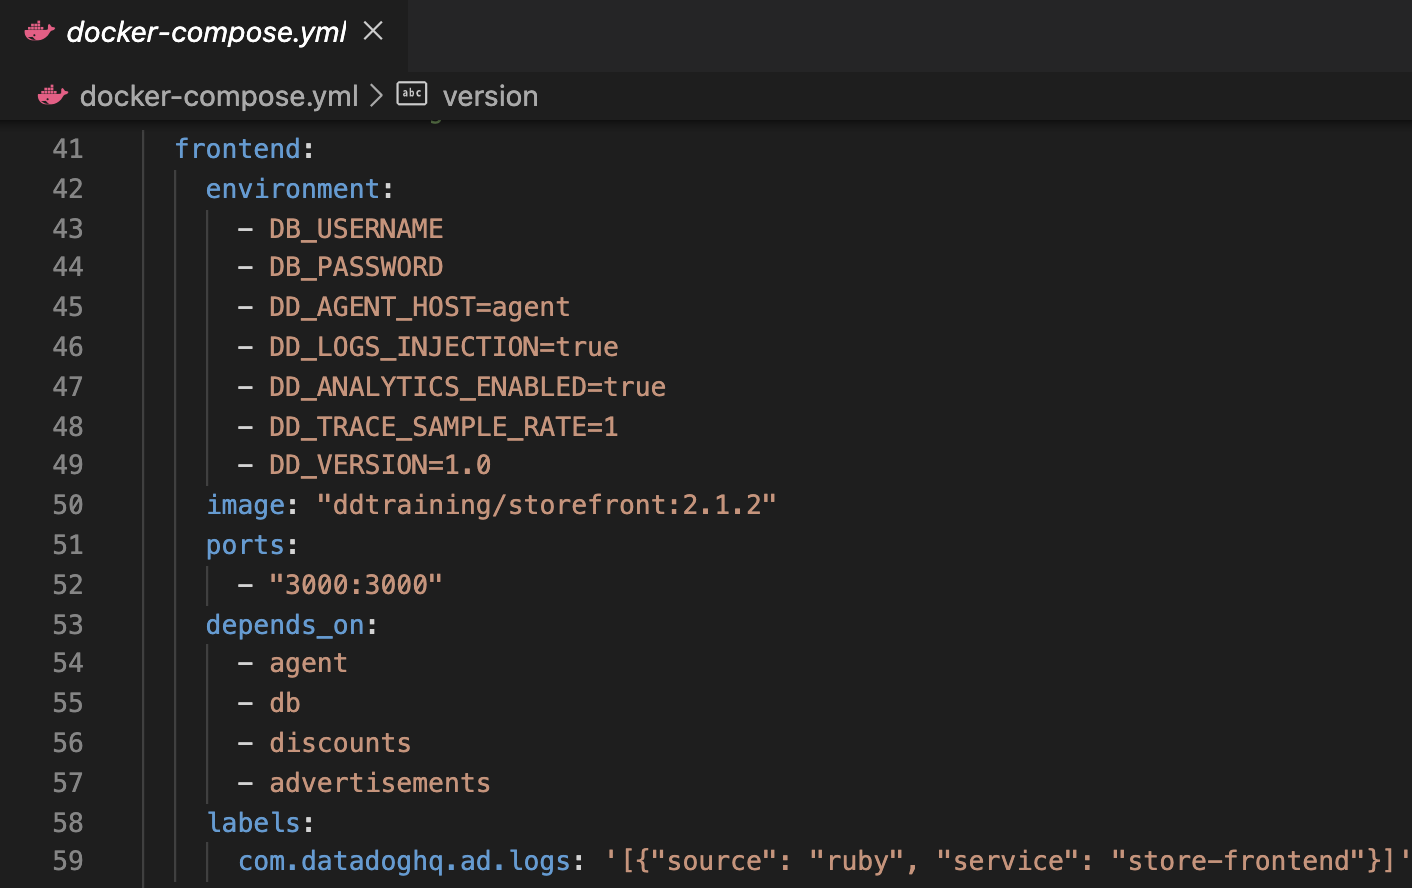 docker-compose.yml
docker-compose.yml > abc version
41 frontend:
42 environment:
43 - DB_USERNAME
44 - DB_PASSWORD
45 - DD_AGENT_HOST=agent
46 - DD_LOGS_INJECTION=true
47 - DD_ANALYTICS_ENABLED=true
48 - DD_TRACE_SAMPLE_RATE=1
49 - DD_VERSION=1.0
50 image: "ddtraining/storefront:2.1.2"
51 ports:
52 - "3000:3000"
53 depends_on:
54 - agent
55 - db
56 - discounts
57 - advertisements
58 labels:
59 com.datadoghq.ad.logs: '[{"source": "ruby", "service": "store-frontend"}]'